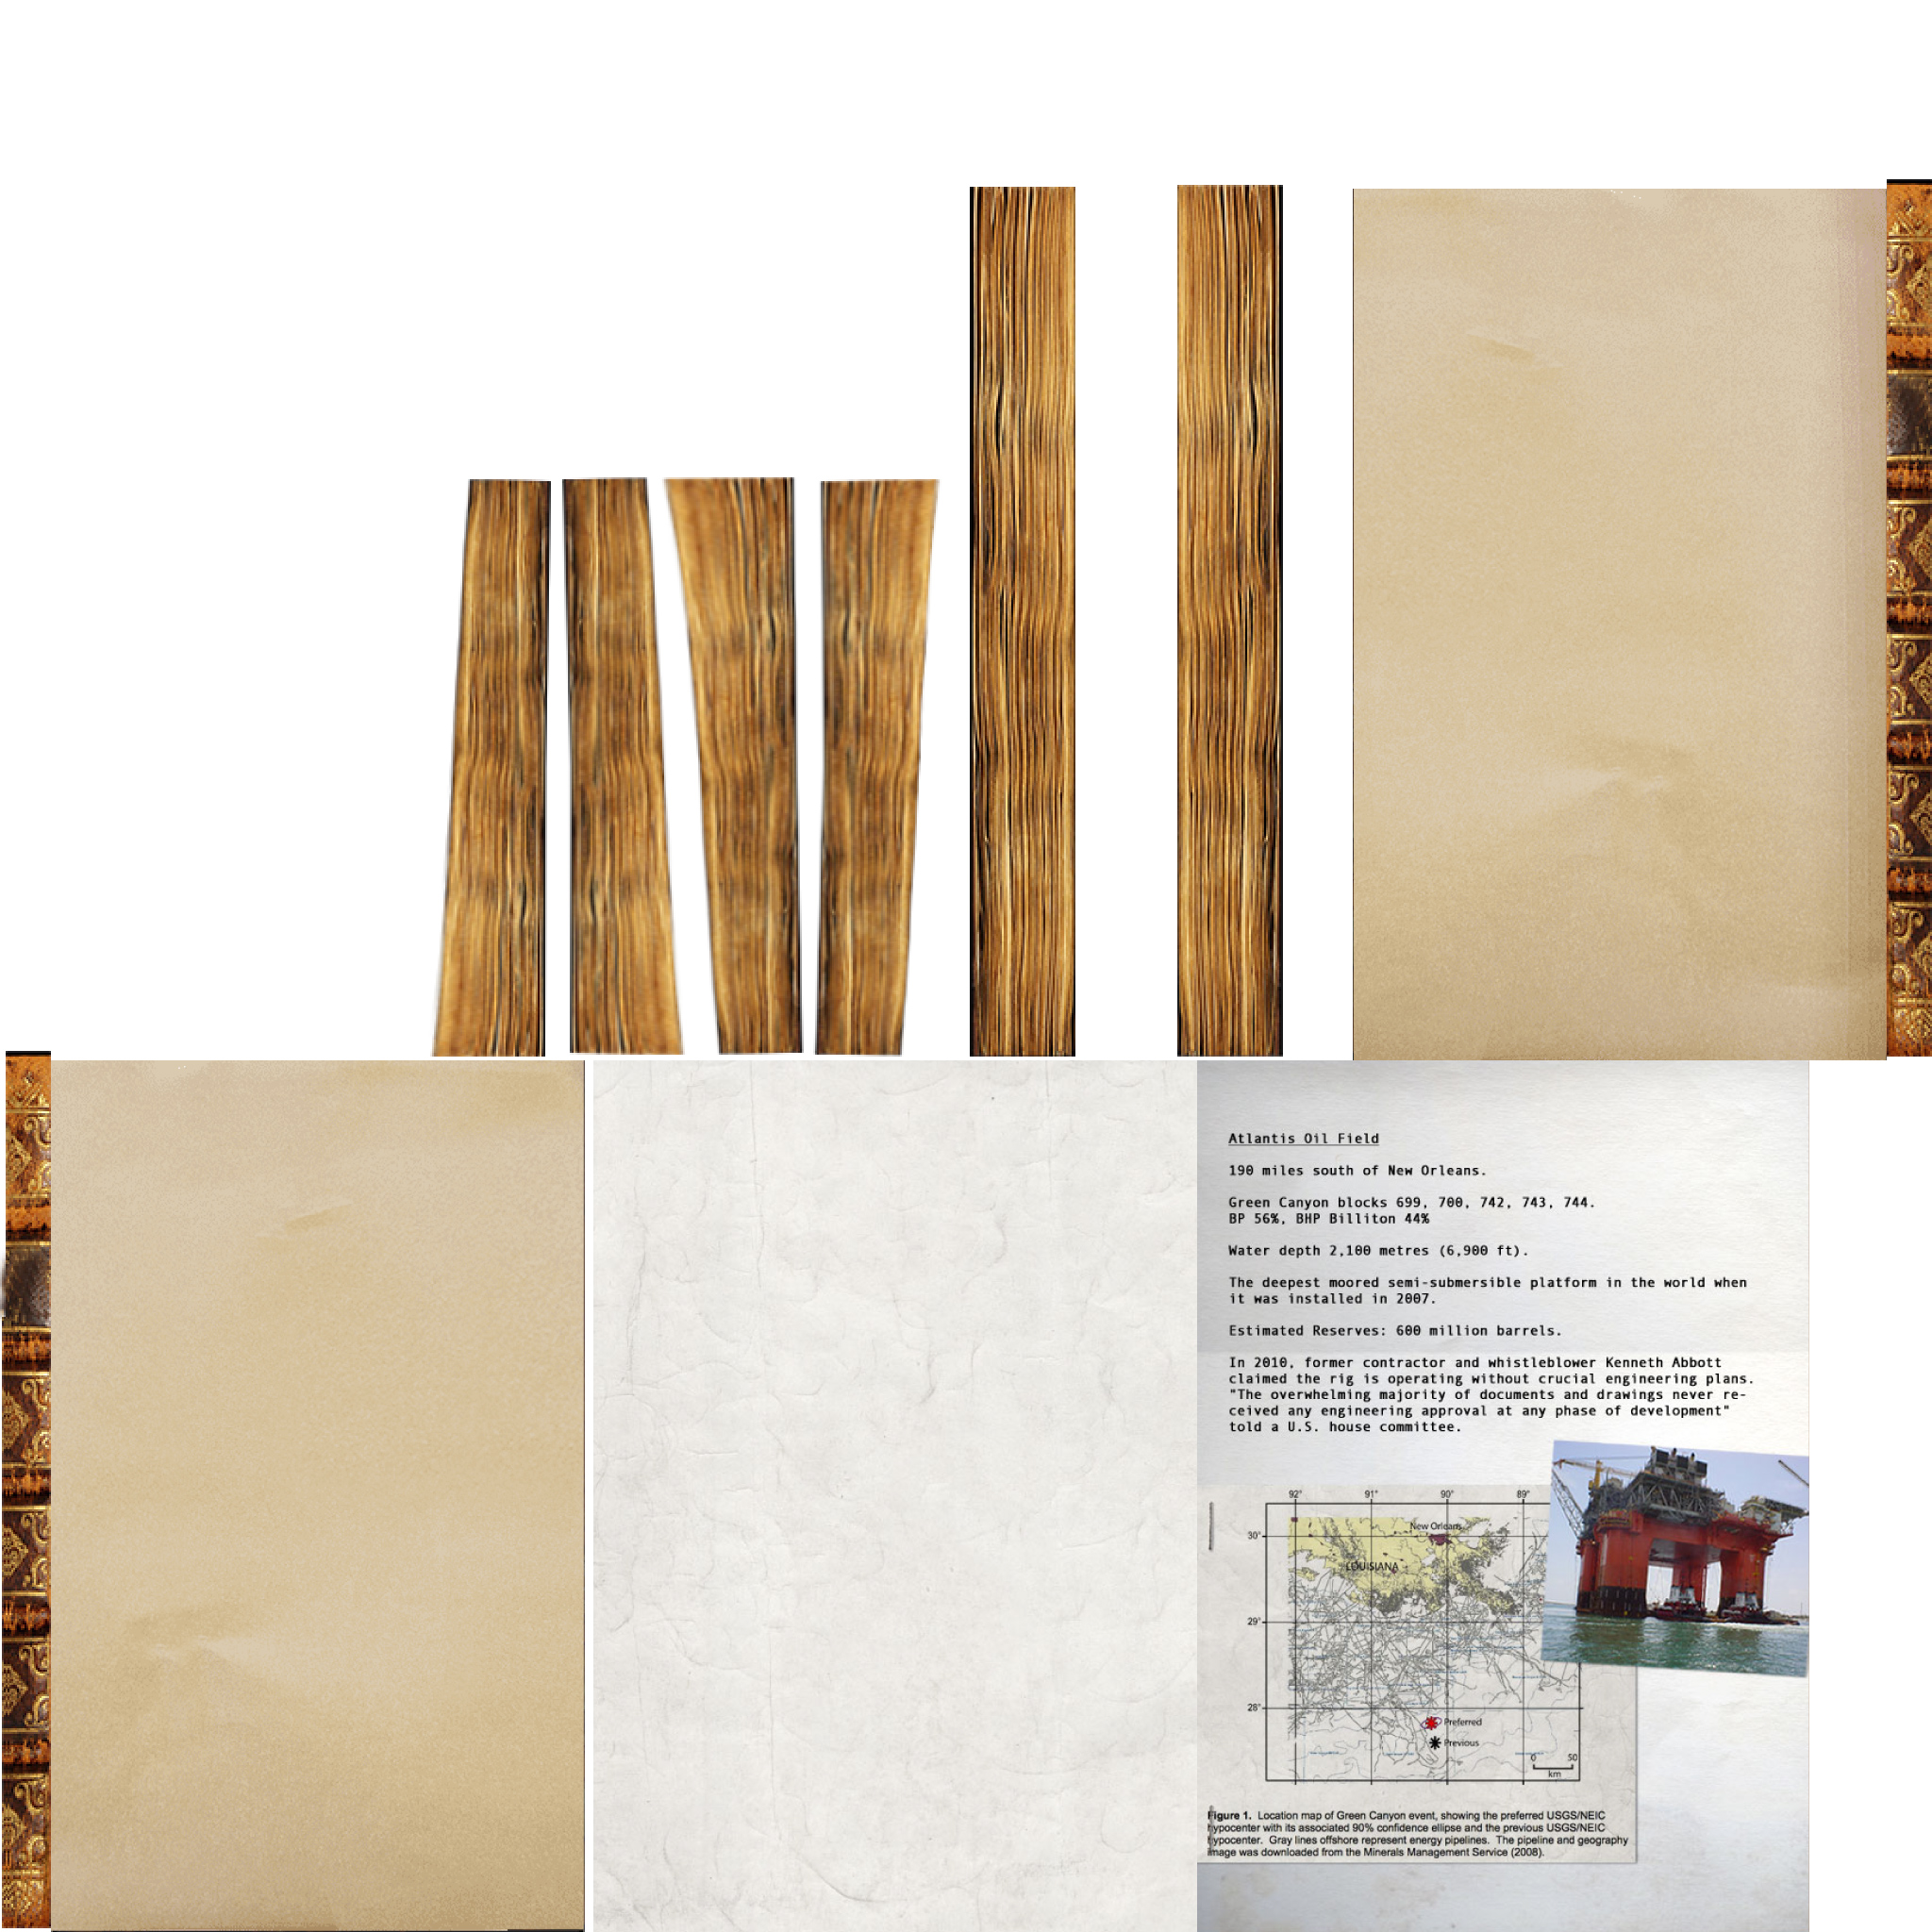 Atlantis Oil Field
190 miles south of New Orleans.
Green Canyon blocks 699, 700, 742, 743, 744.
BP 56%, BHP Billiton 44%
Water depth 2,100 metres (6,900 ft).
The deepest moored semi-submersible platform in the world when
it was installed in 2007.
Estimated Reserves: 600 million barrels.
In 2010, former contractor and whistleblower Kenneth Abbott
claimed the rig is operating without crucial engineering plans.
"The overwhelming majority of documents and drawings never re-
ceived any engineering approval at any phase of development"
told a U.S. house committee.
92° 91° 90° 89°
30°
New Orleans
LOUISIANA
29°
28°
Preferred
Previous
0 50
km
Figure 1. Location map of Green Canyon event, showing the preferred USGS/NEIC
hypocenter with its associated 90% confidence ellipse and the previous USGS/NEIC
hypocenter. Gray lines offshore represent energy pipelines. The pipeline and geography
image was downloaded from the Minerals Management Service (2008).